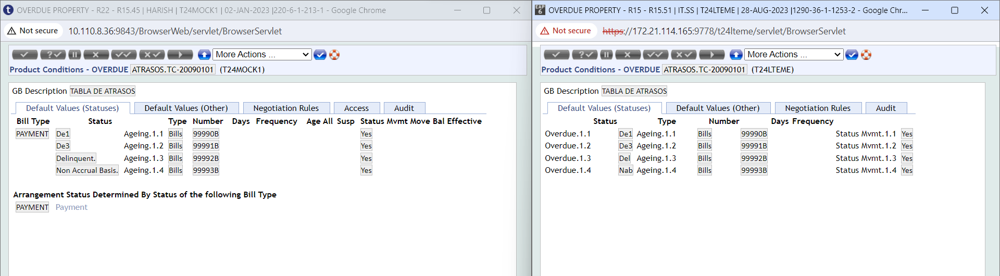 OVERDUE PROPERTY - R22 - R15.45 | HARISH | T24MOCK1 | 02-JAN-2023 |220-6-1-213-1 - Google Chrome
Not secure 10.110.8.36:9843/BrowserWeb/servlet/BrowserServlet
More Actions ...
Product Conditions - OVERDUE ATRASOS.TC-20090101 (T24MOCK1)
GB Description TABLA DE ATRASOS
Default Values (Statuses) Default Values (Other) Negotiation Rules Access Audit
Bill Type Status Type Number Days Frequency Age All Susp Status Mvmt Move Bal Effective
PAYMENT De1 Ageing.1.1 Bills 99990B Yes
De3 Ageing.1.2 Bills 99991B Yes
Delinquent. Ageing.1.3 Bills 99992B Yes
Non Accrual Basis. Ageing.1.4 Bills 99993B Yes
Arrangement Status Determined By Status of the following Bill Type
PAYMENT Payment
EAP 6 OVERDUE PROPERTY - R15 - R15.51 | IT.SS | T24LTEME | 28-AUG-2023 |1290-36-1-1253-2 - Google Chr...
Not secure https://172.21.114.165:9778/t24lteme/servlet/BrowserServlet
More Actions ...
Product Conditions - OVERDUE ATRASOS.TC-20090101 (T24LTEME)
GB Description TABLA DE ATRASOS
Default Values (Statuses) Default Values (Other) Negotiation Rules Audit
Status Type Number Days Frequency
Overdue.1.1 De1 Ageing.1.1 Bills 99990B Status Mvmt.1.1 Yes
Overdue.1.2 De3 Ageing.1.2 Bills 99991B Status Mvmt.1.2 Yes
Overdue.1.3 Del Ageing.1.3 Bills 99992B Status Mvmt.1.3 Yes
Overdue.1.4 Nab Ageing.1.4 Bills 99993B Status Mvmt.1.4 Yes